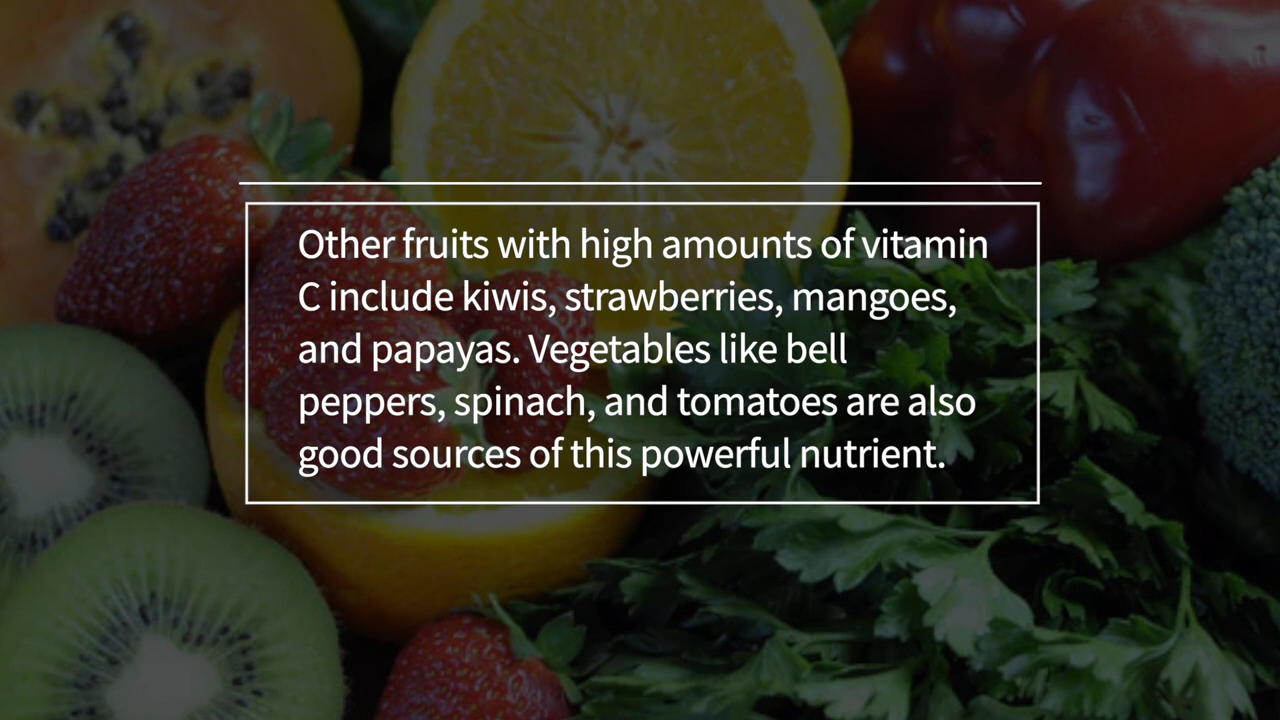 Other fruits with high amounts of vitamin
C include kiwis, strawberries, mangoes,
and papayas. Vegetables like bell
peppers, spinach, and tomatoes are also
good sources of this powerful nutrient.